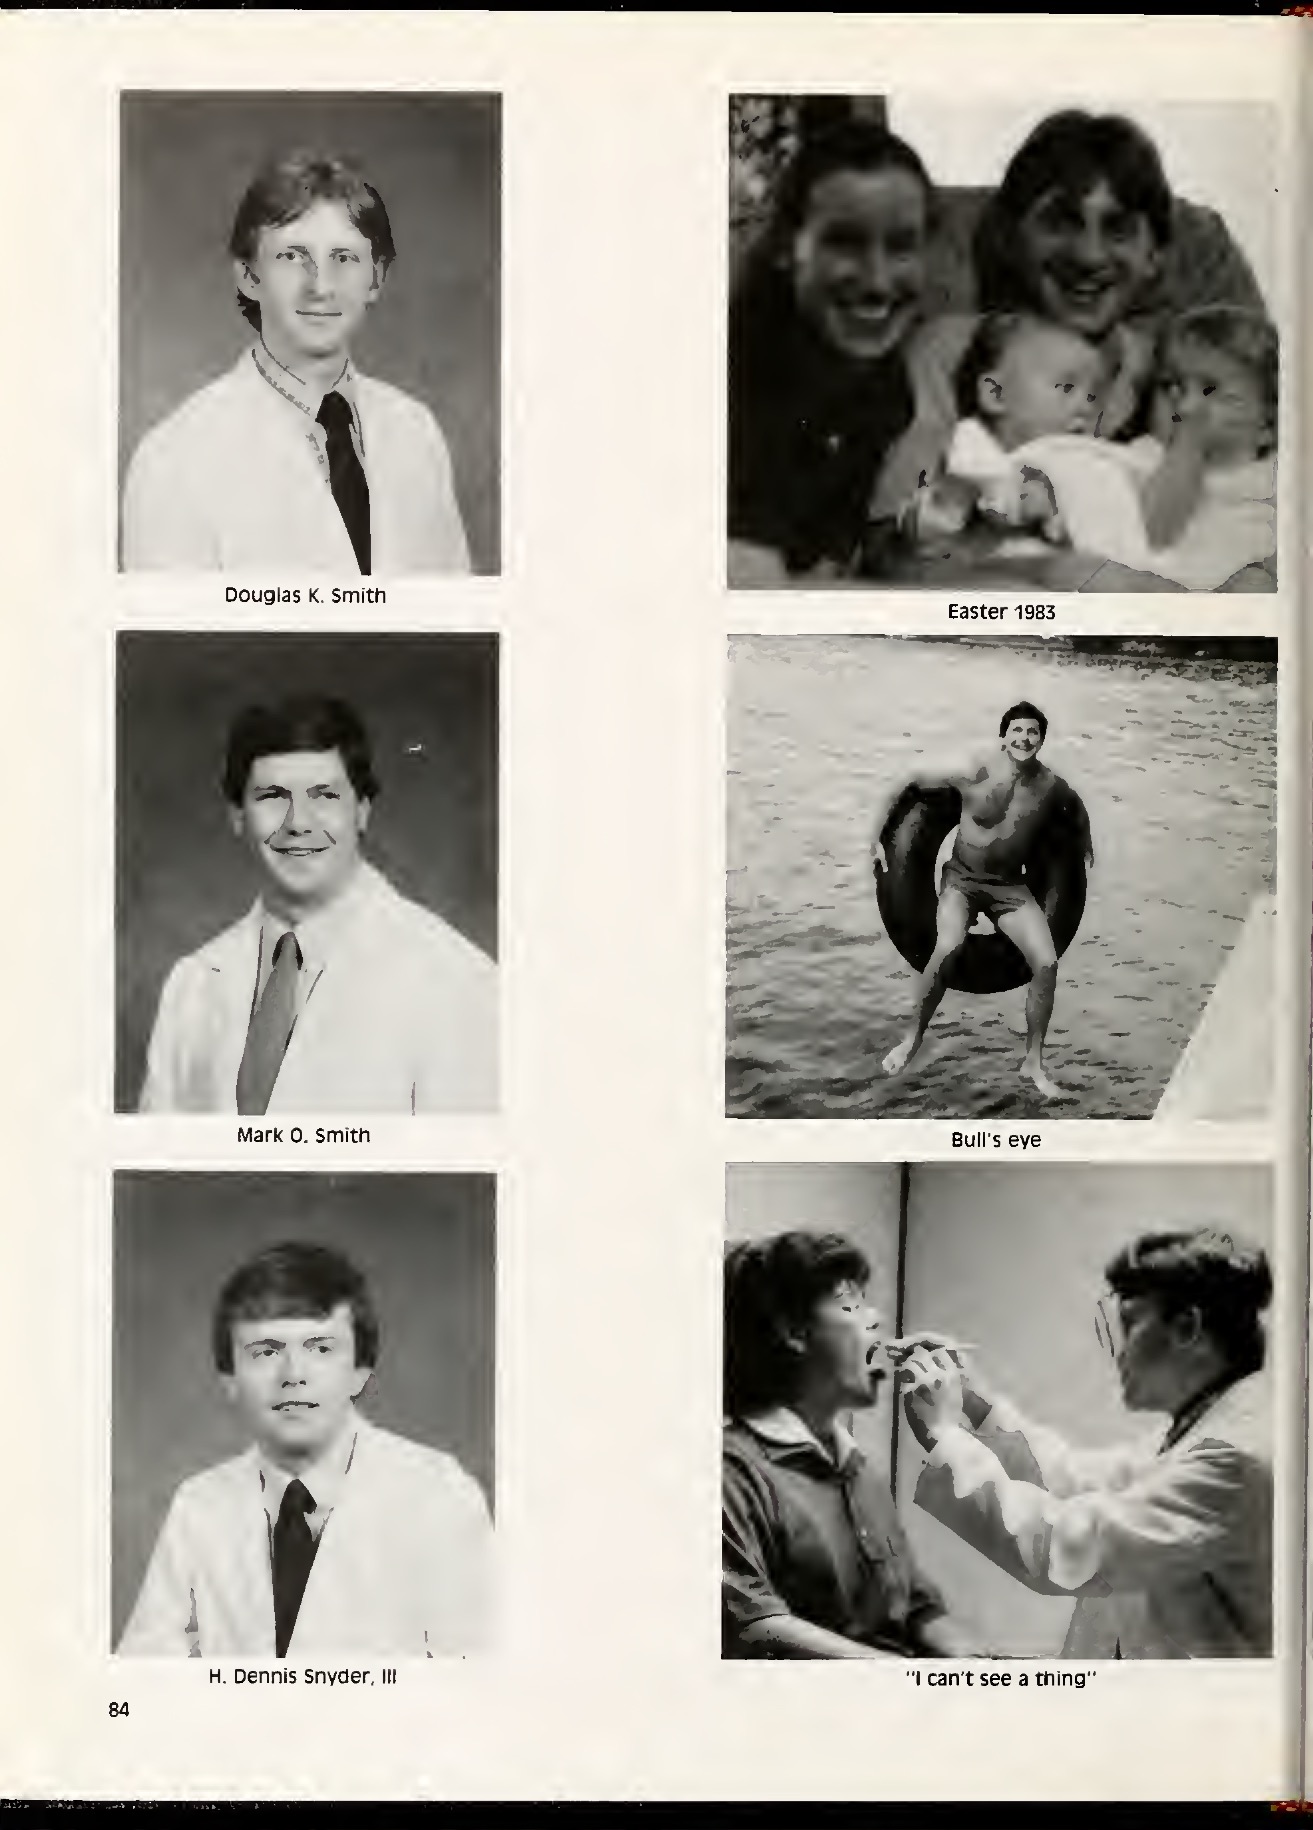 Douglas K. Smith
Easter 1983
Mark O. Smith
Bull's eye
H. Dennis Snyder, III
"I can't see a thing"
84